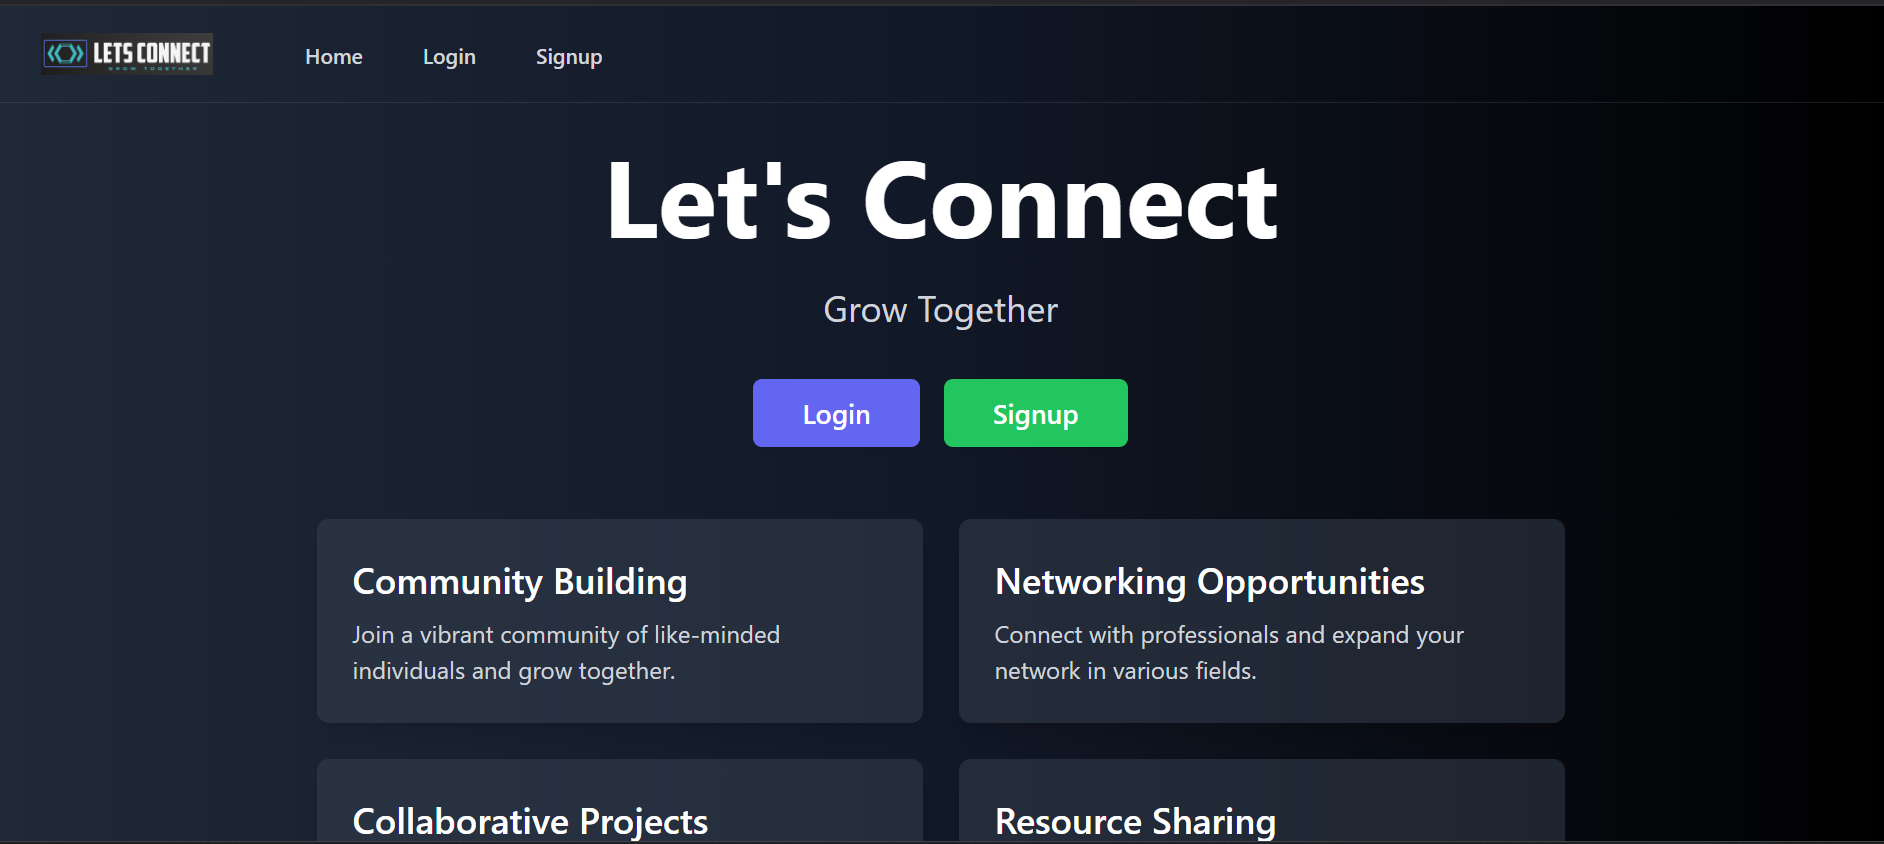 LETS CONNECT
GROW TOGETHER
Home
Login
Signup
Let's Connect
Grow Together
Login
Signup
Community Building
Join a vibrant community of like-minded
individuals and grow together.
Networking Opportunities
Connect with professionals and expand your
network in various fields.
Collaborative Projects
Resource Sharing